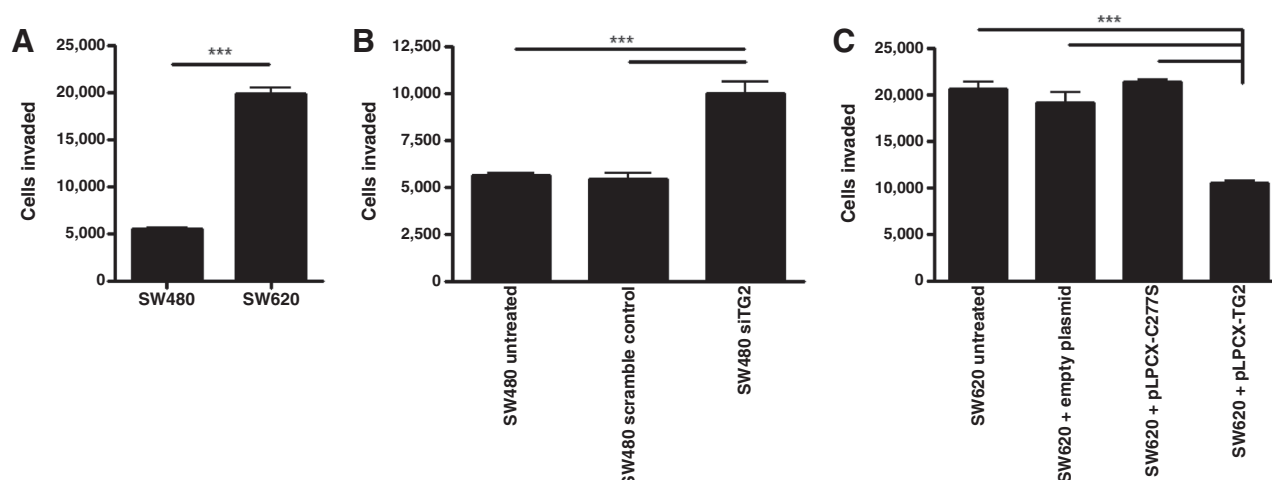 A
Cells invaded
25,000
20,000
15,000
10,000
5,000
0
***
SW480
SW620
B
Cells invaded
12,500
10,000
7,500
5,000
2,500
0
***
SW480 untreated
SW480 scramble control
SW480 siTG2
C
Cells invaded
25,000
20,000
15,000
10,000
5,000
0
***
SW620 untreated
SW620 + empty plasmid
SW620 + pLPCX-C277S
SW620 + pLPCX-TG2